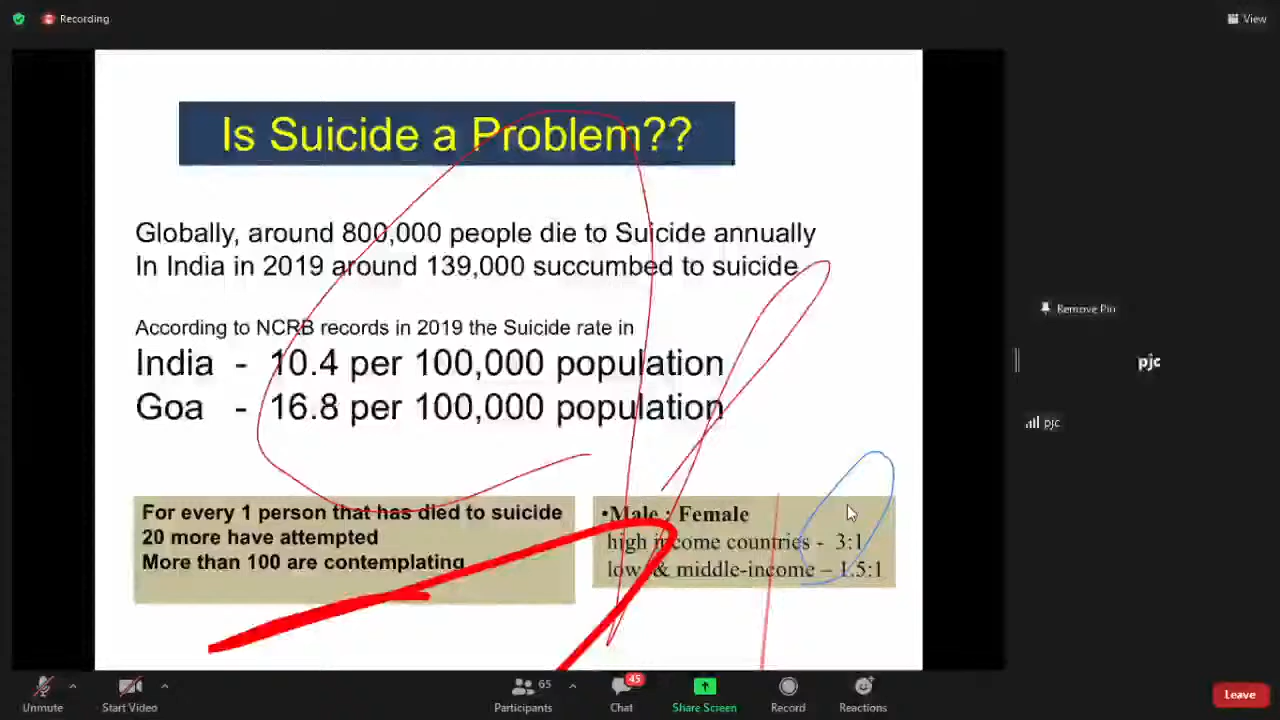 Recording
View
Is Suicide a Problem??
Globally, around 800,000 people die to Suicide annually
In India in 2019 around 139,000 succumbed to suicide
According to NCRB records in 2019 the Suicide rate in
India - 10.4 per 100,000 population
Goa - 16.8 per 100,000 population
For every 1 person that has died to suicide
20 more have attempted
More than 100 are contemplating
•Male : Female
high income countries - 3:1
low & middle-income – 1.5:1
Remove Pin
pjc
pjc
Unmute
Start Video
65
Participants
45
Chat
Share Screen
Record
Reactions
Leave